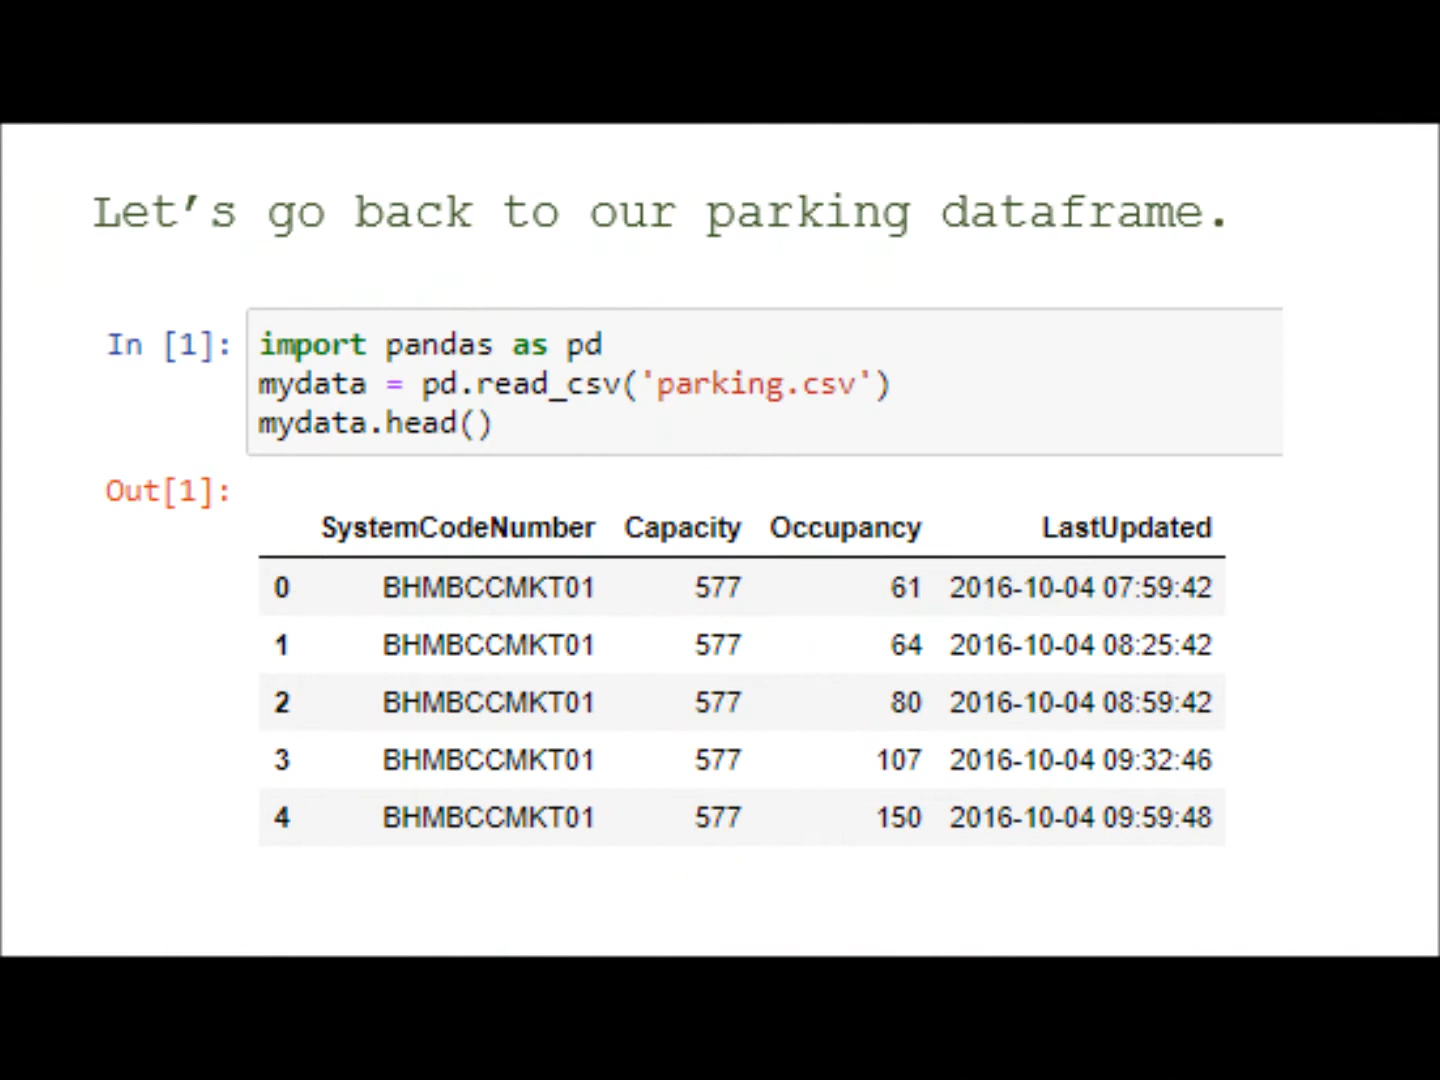 Let’s go back to our parking dataframe.
In [1]: import pandas as pd
mydata = pd.read_csv('parking.csv')
mydata.head()
Out[1]:
SystemCodeNumber Capacity Occupancy LastUpdated
0 BHMBCCMKT01 577 61 2016-10-04 07:59:42
1 BHMBCCMKT01 577 64 2016-10-04 08:25:42
2 BHMBCCMKT01 577 80 2016-10-04 08:59:42
3 BHMBCCMKT01 577 107 2016-10-04 09:32:46
4 BHMBCCMKT01 577 150 2016-10-04 09:59:48